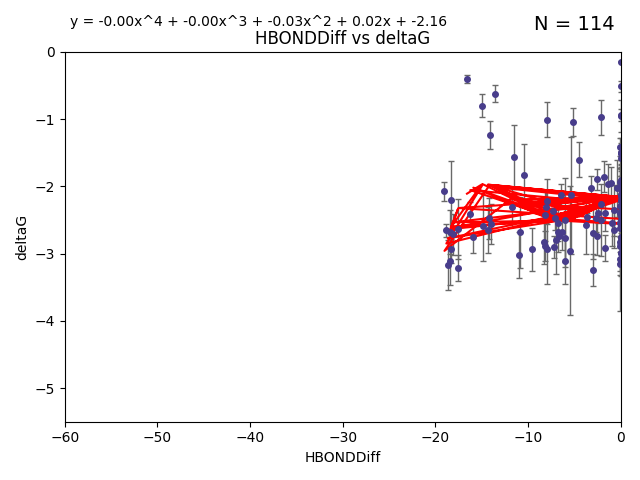 y = -0.00x^4 + -0.00x^3 + -0.03x^2 + 0.02x + -2.16
N = 114
HBONDDiff vs deltaG
0
−1
−2
−3
−4
−5
deltaG
−60 −50 −40 −30 −20 −10 0
HBONDDiff